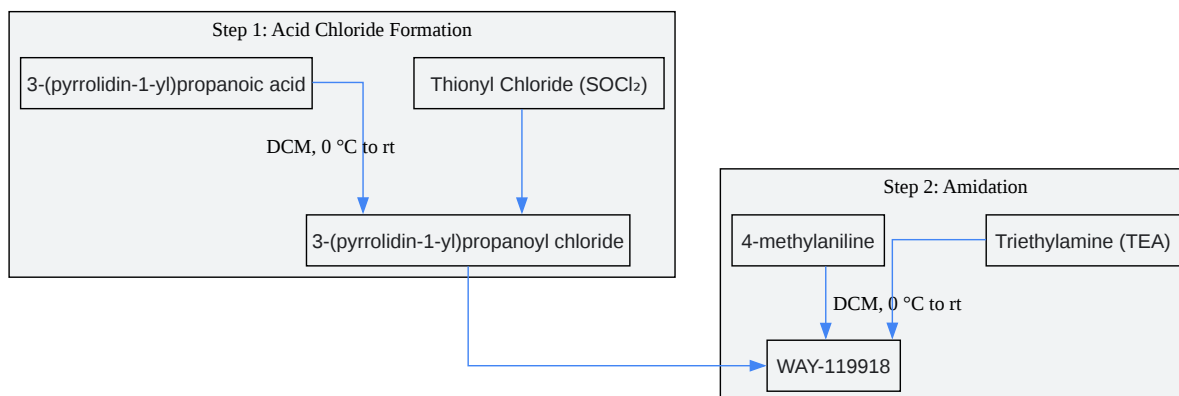 Step 1: Acid Chloride Formation
3-(pyrrolidin-1-yl)propanoic acid
Thionyl Chloride (SOCl₂)
DCM, 0 °C to rt
3-(pyrrolidin-1-yl)propanoyl chloride
Step 2: Amidation
4-methylaniline
Triethylamine (TEA)
DCM, 0 °C to rt
WAY-119918